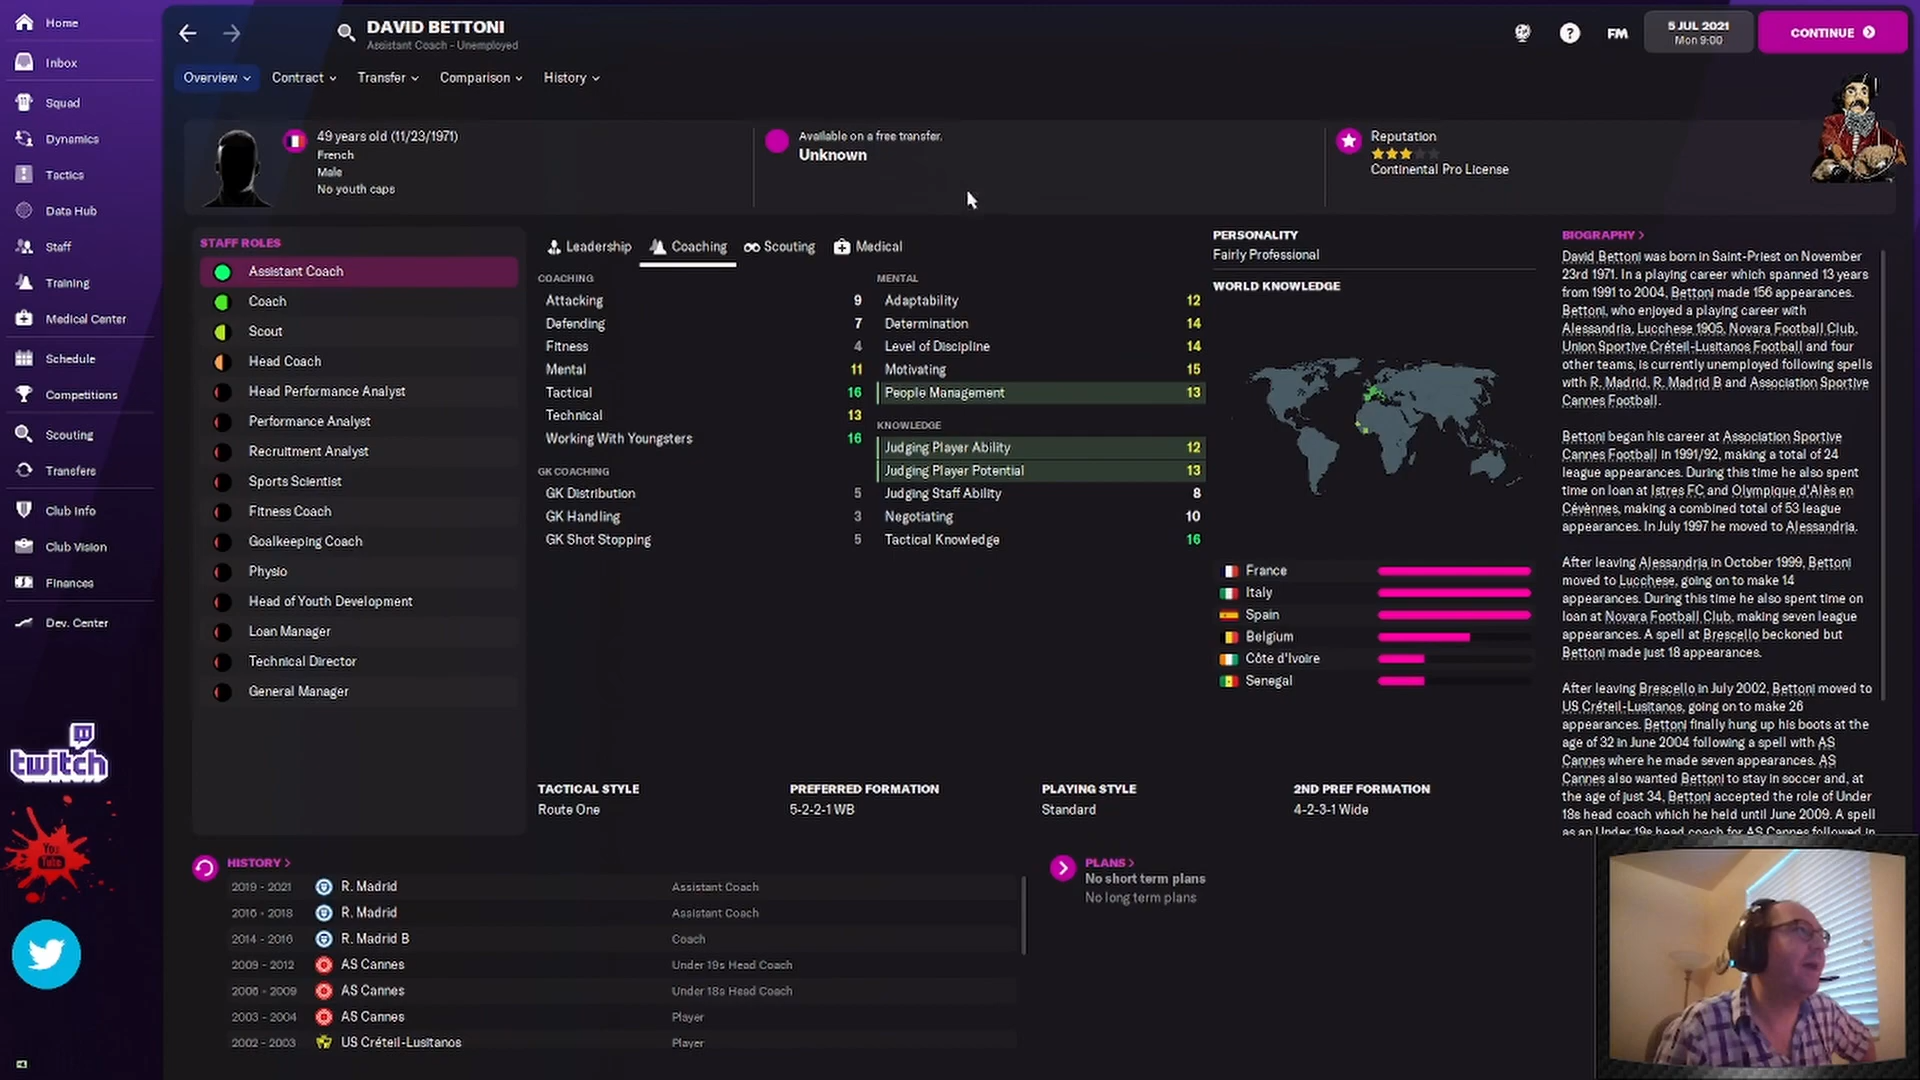 Home
Inbox
Squad
Dynamics
Tactics
Data Hub
Staff
Training
Medical Center
Schedule
Competitions
Scouting
Transfers
Club Info
Club Vision
Finances
Dev. Center
twitch
You Tube
DAVID BETTONI
Assistant Coach - Unemployed
FM
5 JUL 2021
Mon 9:00
CONTINUE
Overview
Contract
Transfer
Comparison
History
49 years old (11/23/1971)
French
Male
No youth caps
Available on a free transfer.
Unknown
Reputation
Continental Pro License
STAFF ROLES
Assistant Coach
Coach
Scout
Head Coach
Head Performance Analyst
Performance Analyst
Recruitment Analyst
Sports Scientist
Fitness Coach
Goalkeeping Coach
Physio
Head of Youth Development
Loan Manager
Technical Director
General Manager
Leadership
Coaching
Scouting
Medical
COACHING
Attacking 9
Defending 7
Fitness 4
Mental 11
Tactical 16
Technical 13
Working With Youngsters 16
GK COACHING
GK Distribution 5
GK Handling 3
GK Shot Stopping 5
MENTAL
Adaptability 12
Determination 14
Level of Discipline 14
Motivating 15
People Management 13
KNOWLEDGE
Judging Player Ability 12
Judging Player Potential 13
Judging Staff Ability 8
Negotiating 10
Tactical Knowledge 16
PERSONALITY
Fairly Professional
WORLD KNOWLEDGE
France
Italy
Spain
Belgium
Côte d'Ivoire
Senegal
BIOGRAPHY >
David Bettoni was born in Saint-Priest on November
23rd 1971. In a playing career which spanned 13 years
from 1991 to 2004, Bettoni made 156 appearances.
Bettoni, who enjoyed a playing career with
Alessandria, Lucchese 1905, Novara Football Club,
Union Sportive Créteil-Lusitanos Football and four
other teams, is currently unemployed following spells
with R. Madrid, R. Madrid B and Association Sportive
Cannes Football.
Bettoni began his career at Association Sportive
Cannes Football in 1991/92, making a total of 24
league appearances. During this time he also spent
time on loan at Istres FC and Olympique d'Alès en
Cévennes, making a combined total of 53 league
appearances. In July 1997 he moved to Alessandria.
After leaving Alessandria in October 1999, Bettoni
moved to Lucchese, going on to make 14
appearances. During this time he also spent time on
loan at Novara Football Club, making seven league
appearances. A spell at Brescello beckoned but
Bettoni made just 18 appearances.
After leaving Brescello in July 2002, Bettoni moved to
US Créteil-Lusitanos, going on to make 26
appearances. Bettoni finally hung up his boots at the
age of 32 in June 2004 following a spell with AS
Cannes where he made seven appearances. AS
Cannes also wanted Bettoni to stay in soccer and, at
the age of just 34, Bettoni accepted the role of Under
18s head coach which he held until June 2009. A spell
as an Under 19s head coach for AS Cannes followed in
TACTICAL STYLE
Route One
PREFERRED FORMATION
5-2-2-1 WB
PLAYING STYLE
Standard
2ND PREF FORMATION
4-2-3-1 Wide
HISTORY >
2019 - 2021 R. Madrid Assistant Coach
2016 - 2018 R. Madrid Assistant Coach
2014 - 2016 R. Madrid B Coach
2009 - 2012 AS Cannes Under 19s Head Coach
2006 - 2009 AS Cannes Under 18s Head Coach
2003 - 2004 AS Cannes Player
2002 - 2003 US Créteil-Lusitanos Player
PLANS >
No short term plans
No long term plans